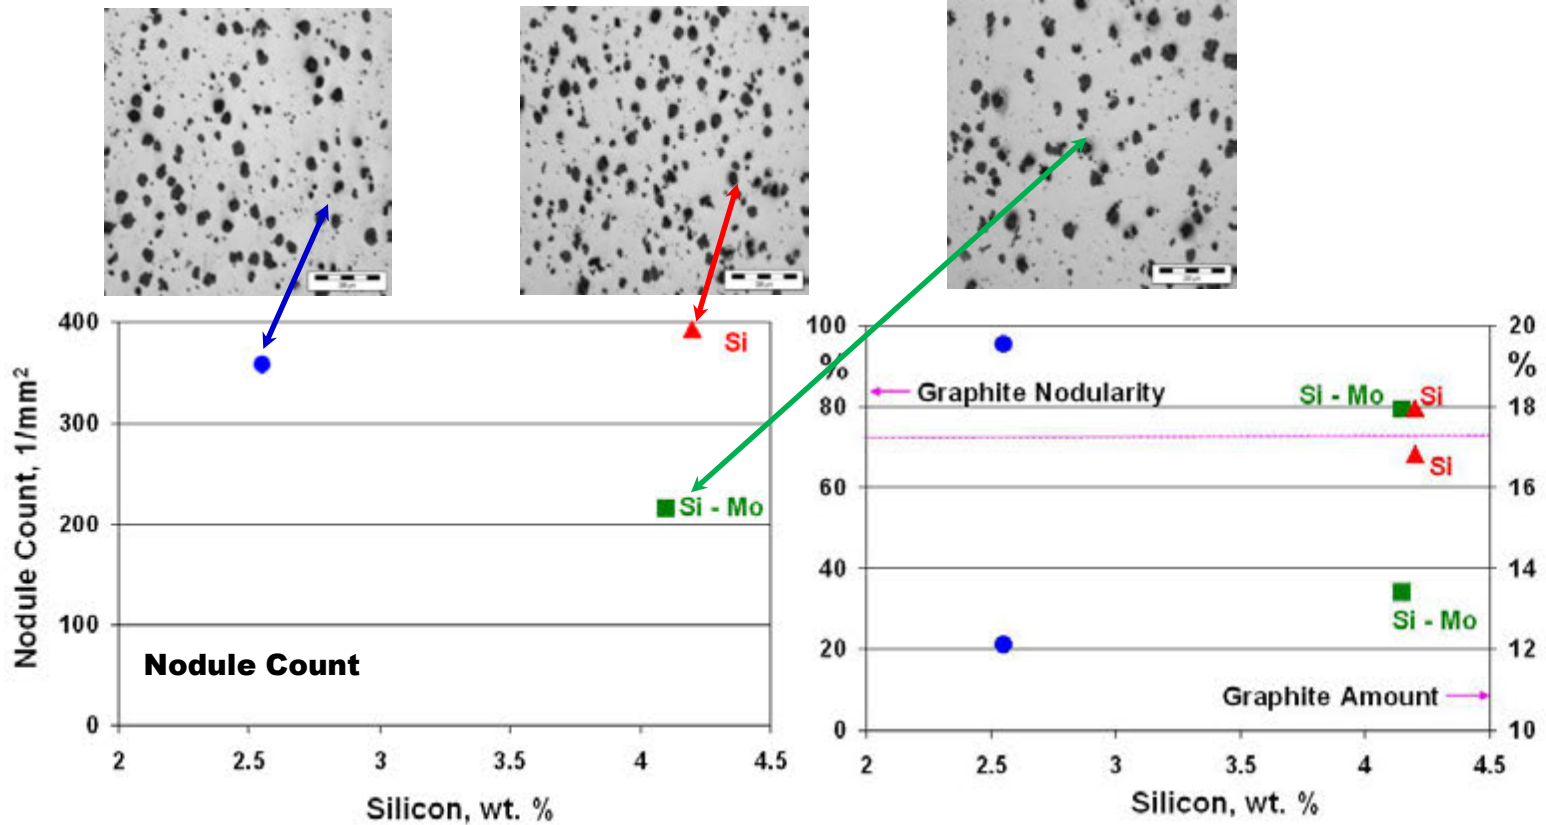 400
300
200
100
0
Nodule Count, 1/mm2
Si
Si - Mo
Nodule Count
2
2.5
3
3.5
4
4.5
Silicon, wt. %
100
%
80
60
40
20
0
Graphite Nodularity
Si - Mo
Si
Si
Si - Mo
Graphite Amount
20
%
18
16
14
12
10
2
2.5
3
3.5
4
4.5
Silicon, wt. %